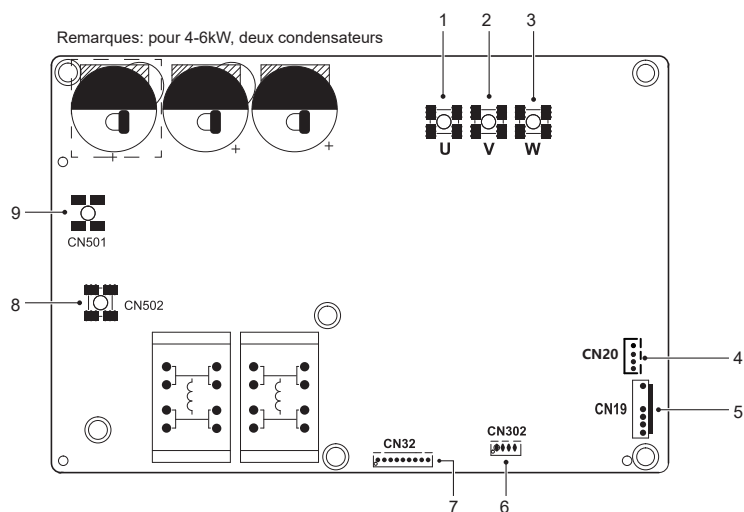 1 2 3
Remarques: pour 4-6kW, deux condensateurs
U V W
9
CN501
8
CN502
CN20
4
CN19
5
CN302
CN32
7
6